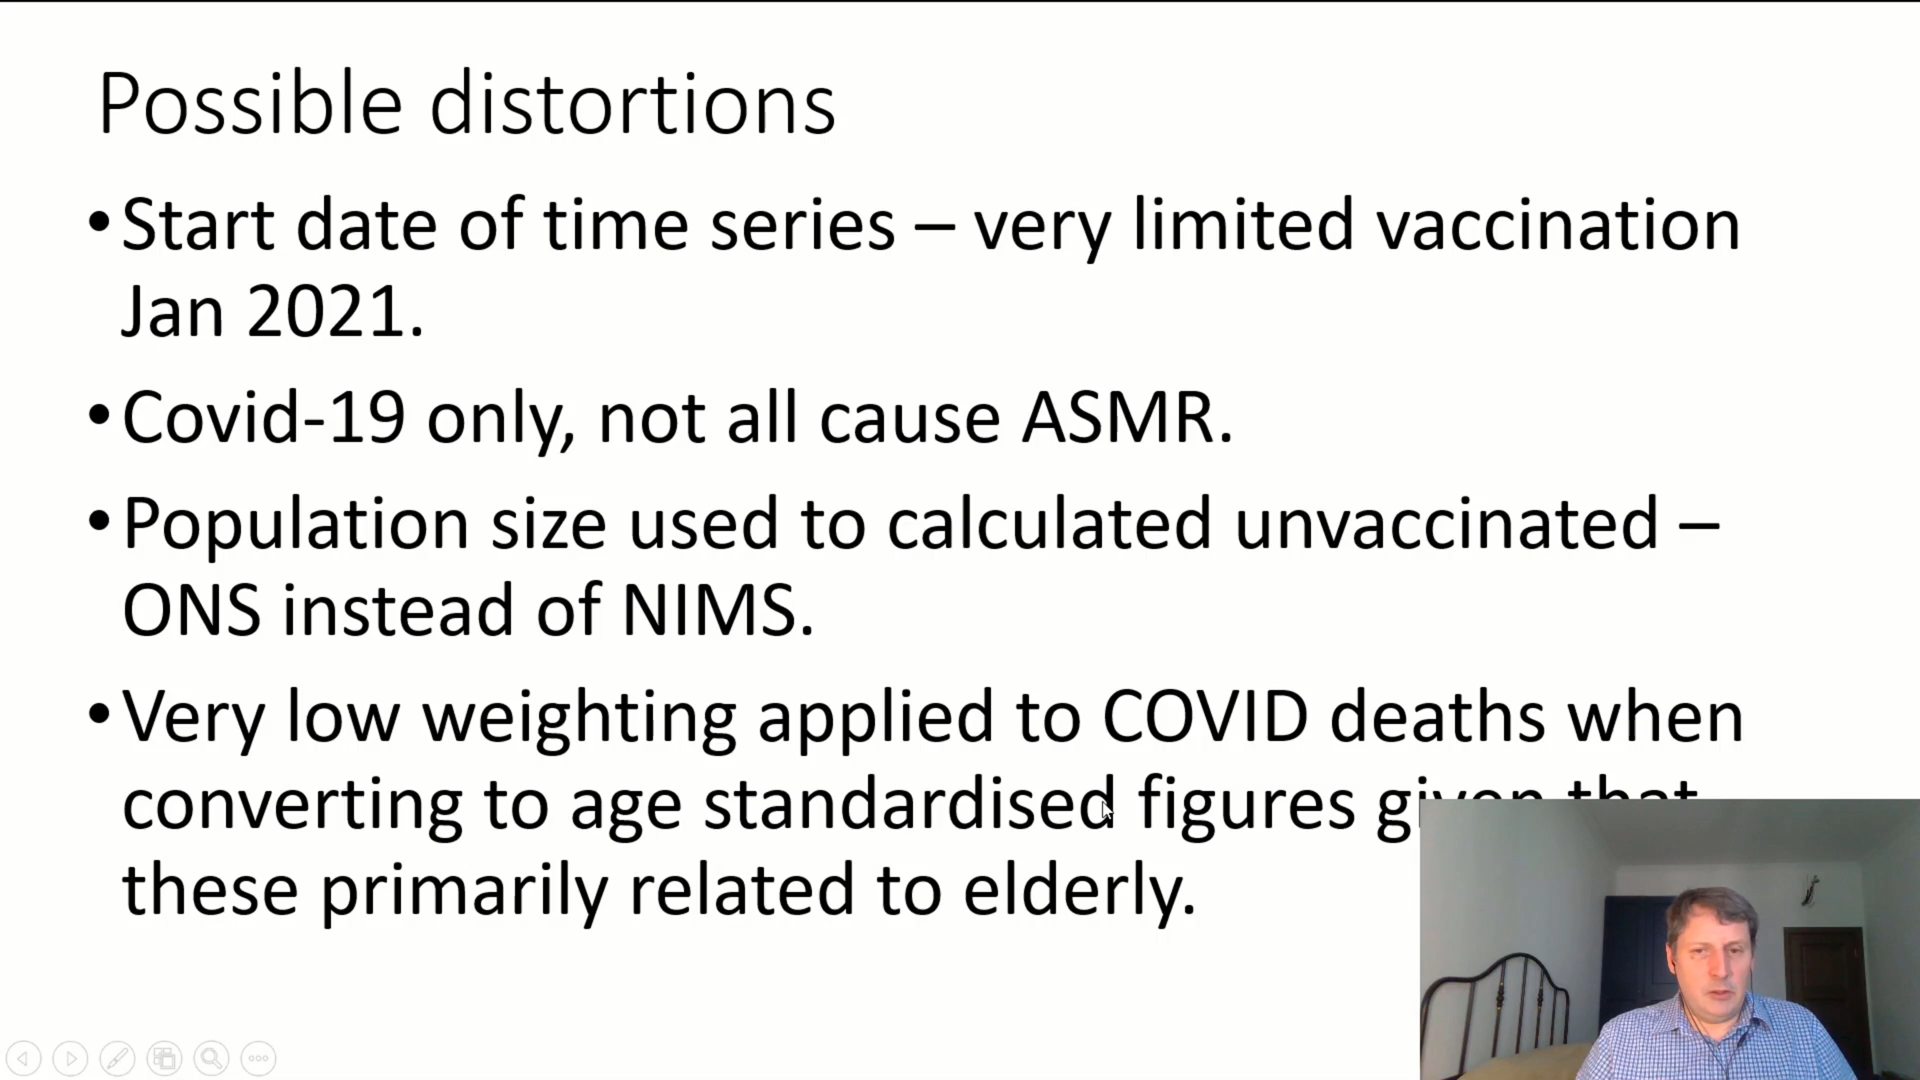 Possible distortions
•Start date of time series – very limited vaccination
Jan 2021.
•Covid-19 only, not all cause ASMR.
•Population size used to calculated unvaccinated –
ONS instead of NIMS.
•Very low weighting applied to COVID deaths when
converting to age standardised figures given that
these primarily related to elderly.